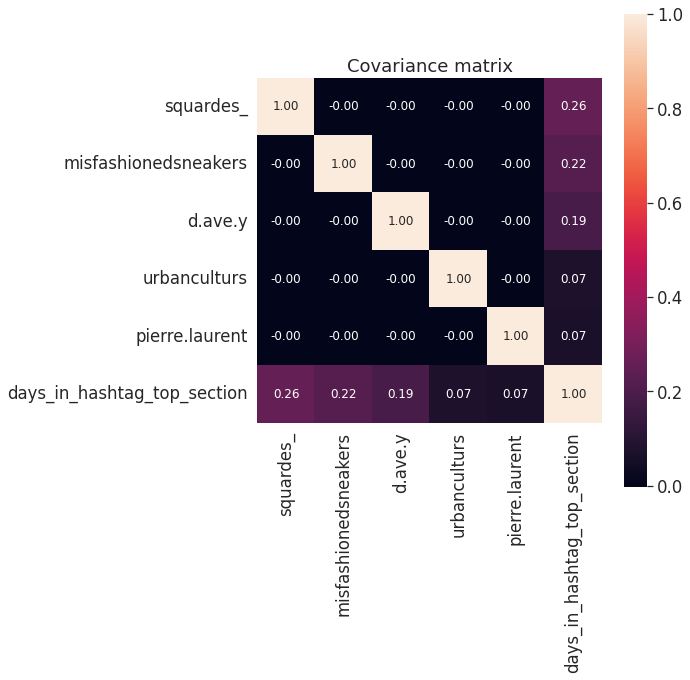 Covariance matrix
squardes_ 1.00 -0.00 -0.00 -0.00 -0.00 0.26
misfashionedsneakers -0.00 1.00 -0.00 -0.00 -0.00 0.22
d.ave.y -0.00 -0.00 1.00 -0.00 -0.00 0.19
urbanculturs -0.00 -0.00 -0.00 1.00 -0.00 0.07
pierre.laurent -0.00 -0.00 -0.00 -0.00 1.00 0.07
days_in_hashtag_top_section 0.26 0.22 0.19 0.07 0.07 1.00
squardes_
misfashionedsneakers
d.ave.y
urbanculturs
pierre.laurent
days_in_hashtag_top_section
1.0
0.8
0.6
0.4
0.2
0.0